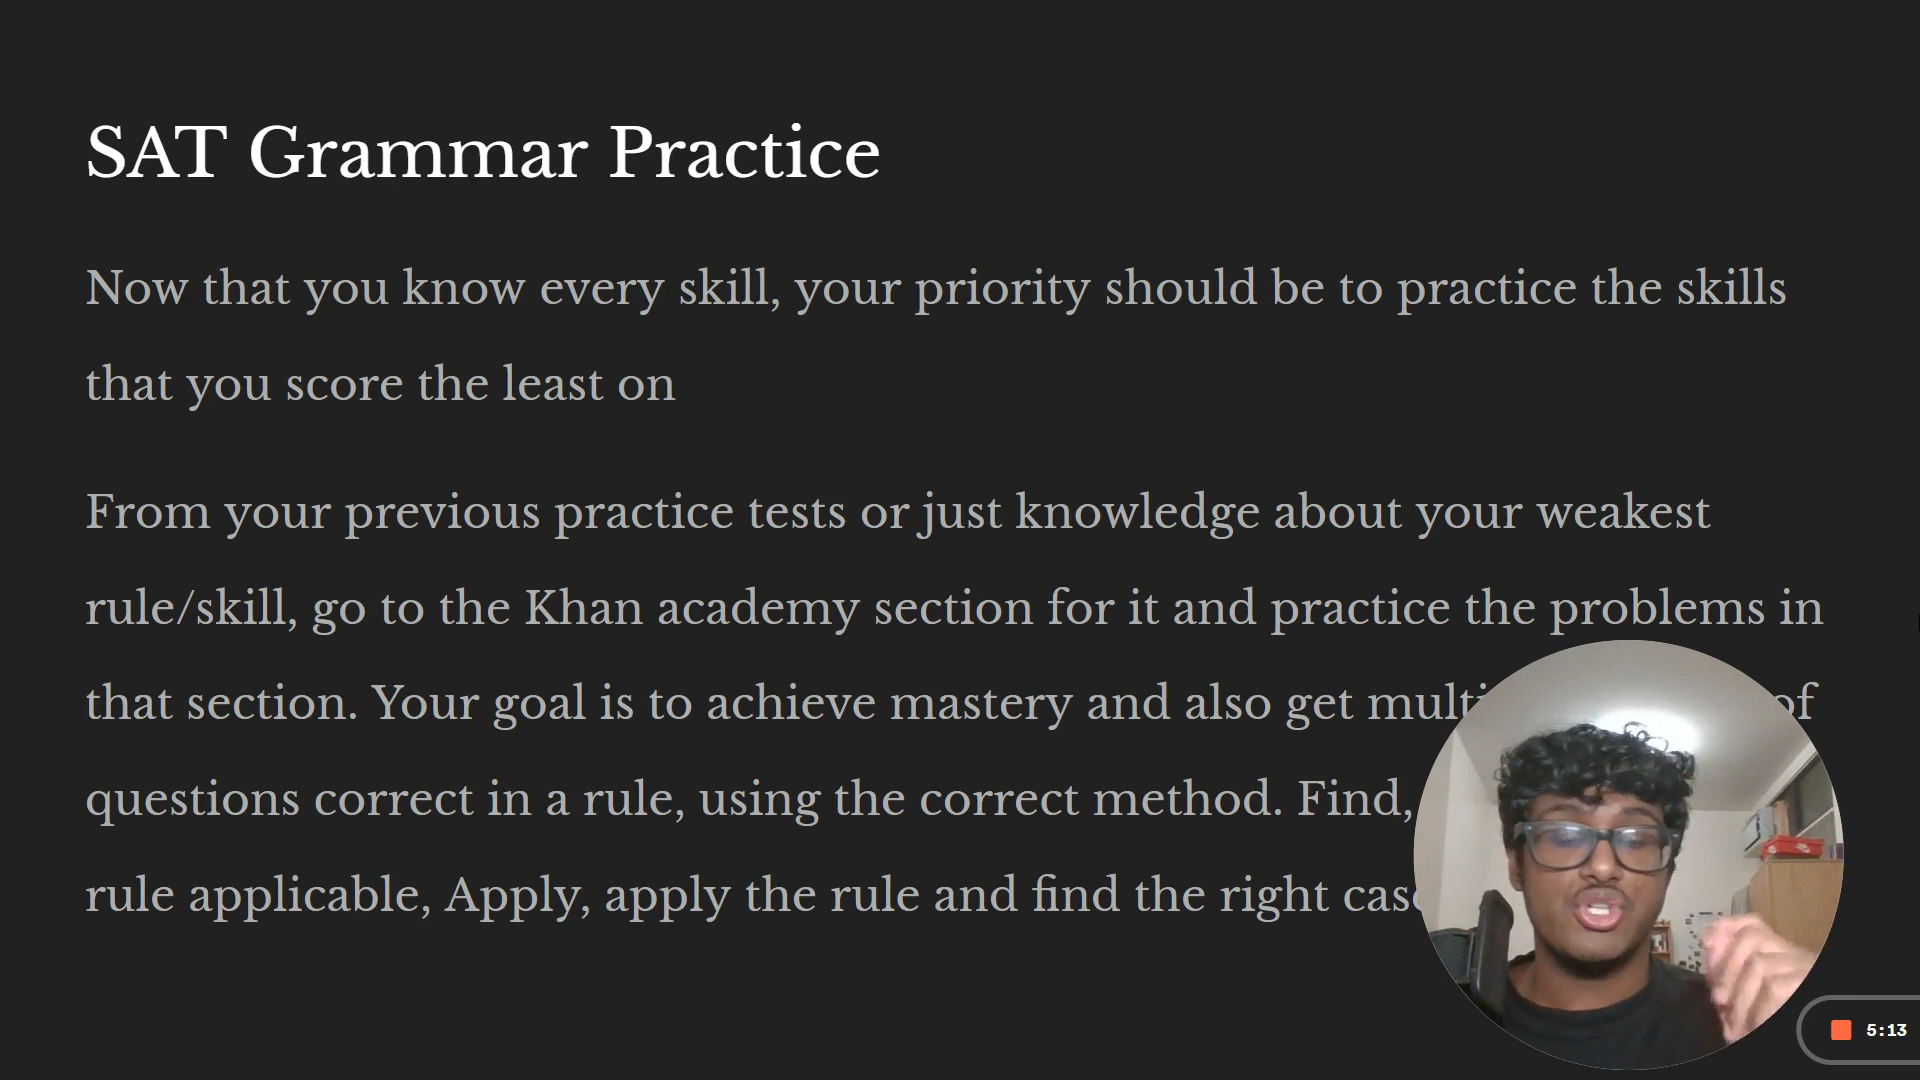 SAT Grammar Practice
Now that you know every skill, your priority should be to practice the skills
that you score the least on
From your previous practice tests or just knowledge about your weakest
rule/skill, go to the Khan academy section for it and practice the problems in
that section. Your goal is to achieve mastery and also get of
questions correct in a rule, using the correct method. Find,
rule applicable, Apply, apply the rule and find the right
5:13